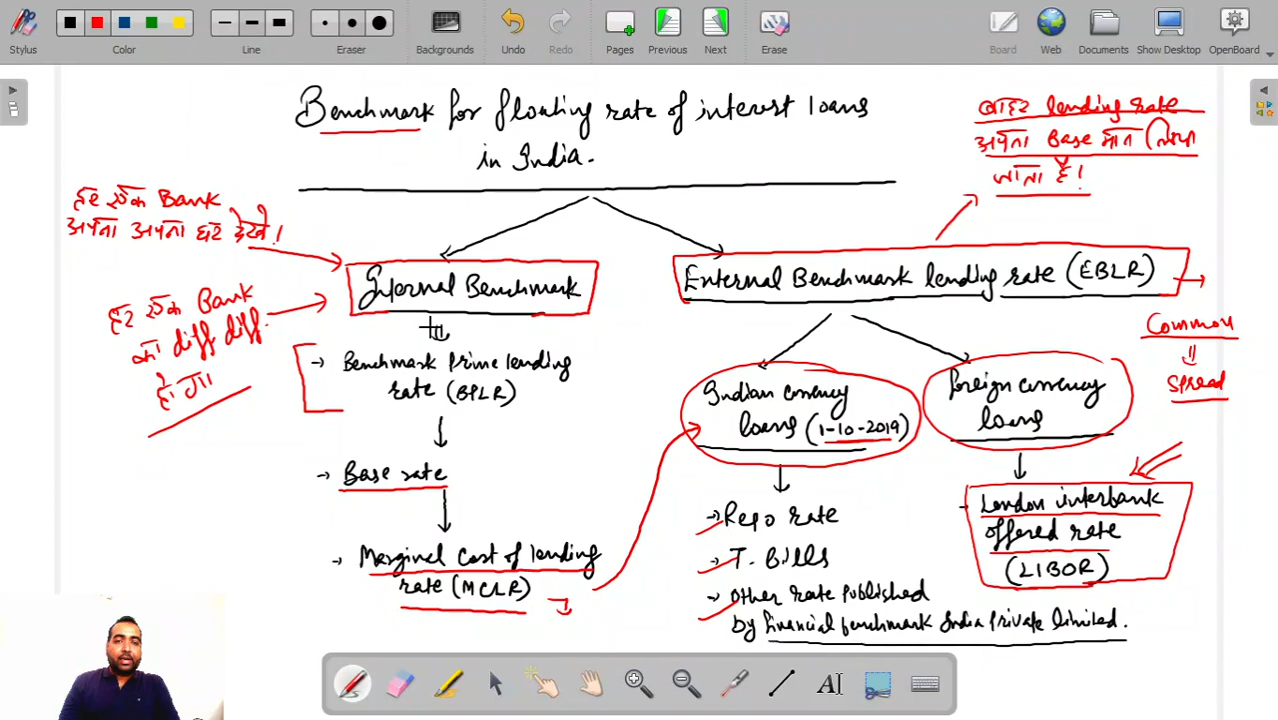 Stylus
Color
Line
Eraser
Backgrounds
Undo
Redo
Pages
Previous
Next
Erase
Board
Web
Documents
Show Desktop
OpenBoard
Benchmark for floating rate of interest loans
in India.
बाहर lending rate
अपना Base मान लिया
जाता है!
हर एक Bank
अपना अपना घर देखे!
Internal Benchmark
External Benchmark lending rate (EBLR)
हर एक Bank
का diff diff.
होगा
Common
Spread
→ Benchmark prime lending
rate (BPLR)
→ Base rate
→ Marginal Cost of lending
rate (MCLR)
Indian currency
loans (1-10-2019)
foreign currency
loans
→ Repo rate
→ T. Bills
→ Other rate published
by financial benchmark India Private limited.
London interbank
offered rate
(LIBOR)